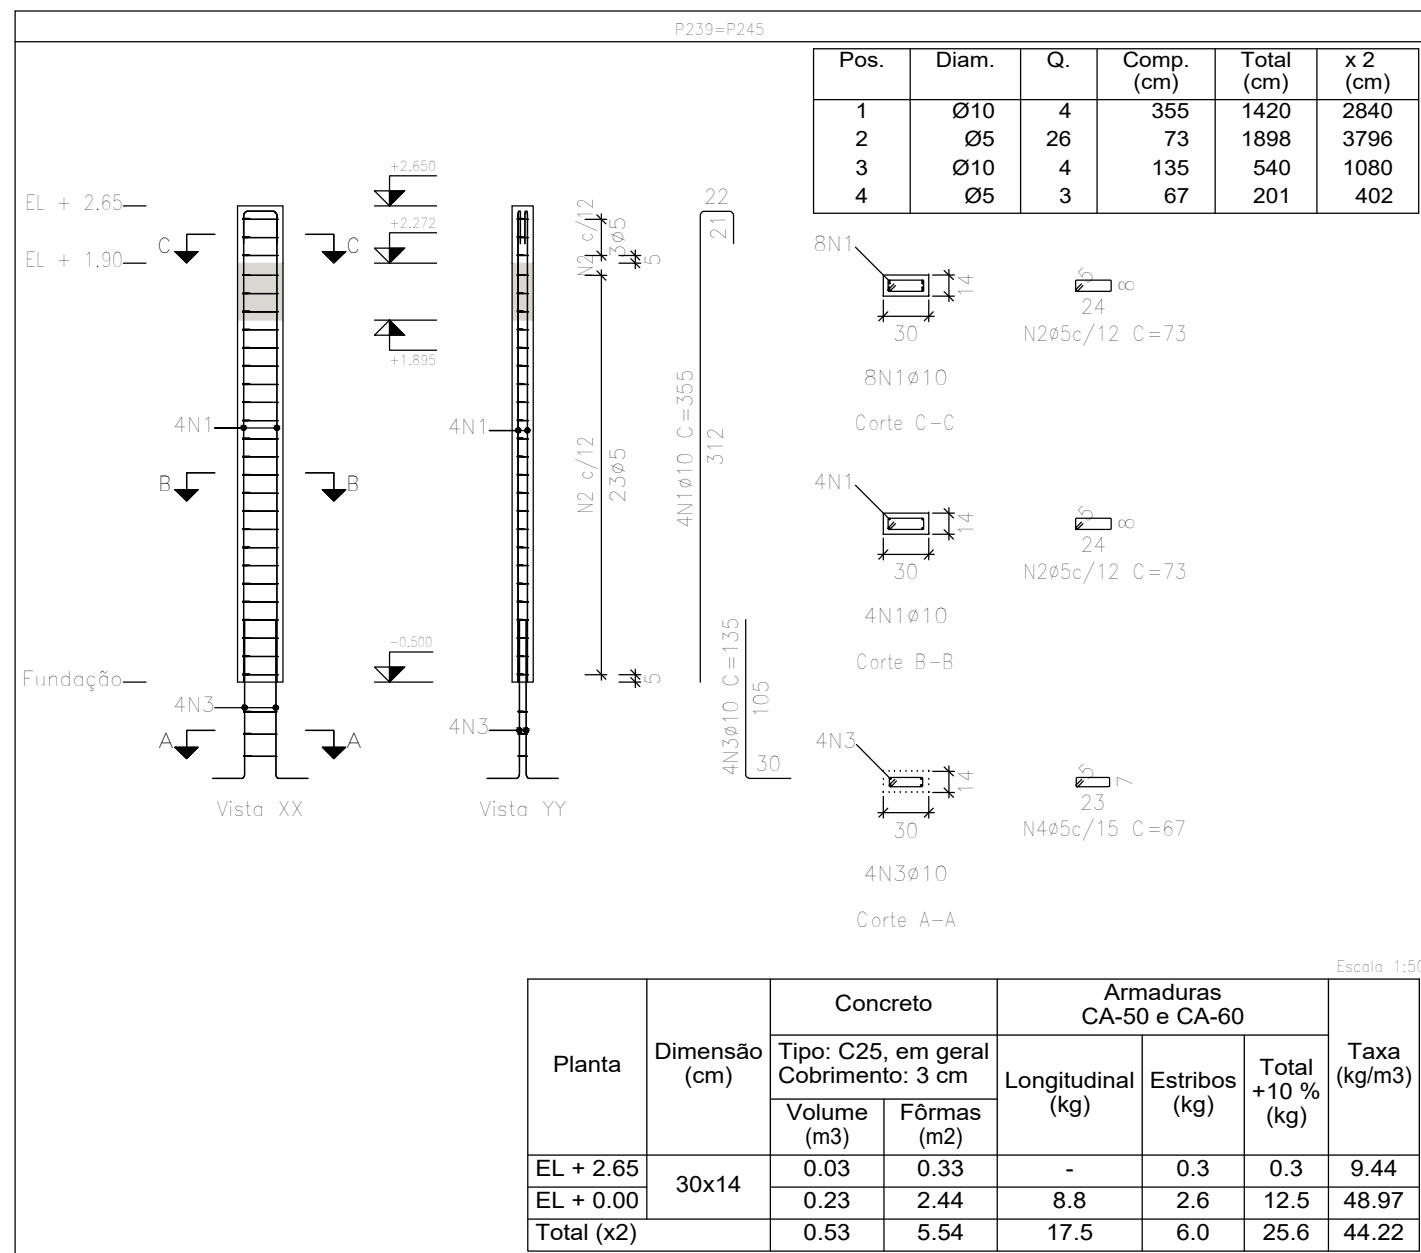 P239=P245
Pos. Diam. Q. Comp. (cm) Total (cm) x 2 (cm)
1 Ø10 4 355 1420 2840
2 Ø5 26 73 1898 3796
3 Ø10 4 135 540 1080
4 Ø5 3 67 201 402
EL + 2.65
EL + 1.90
Fundação
C C
B B
A A
4N1
4N3
Vista XX
+2.650
+2.272
+1.895
-0.500
4N1
4N3
Vista YY
N2 c/12
3ø5
5
N2 c/12
23ø5
5
22
21
4N1ø10 C=355
312
4N3ø10 C=135
105
30
8N1
14
30
8N1ø10
Corte C-C
5
8
24
N2ø5c/12 C=73
4N1
14
30
4N1ø10
Corte B-B
5
8
24
N2ø5c/12 C=73
4N3
14
30
4N3ø10
Corte A-A
5
7
23
N4ø5c/15 C=67
Escala 1:50
Planta
Dimensão (cm)
Concreto
Tipo: C25, em geral
Cobrimento: 3 cm
Volume (m3)
Fôrmas (m2)
Armaduras
CA-50 e CA-60
Longitudinal (kg)
Estribos (kg)
Total +10 % (kg)
Taxa (kg/m3)
EL + 2.65 30x14 0.03 0.33 - 0.3 0.3 9.44
EL + 0.00 0.23 2.44 8.8 2.6 12.5 48.97
Total (x2) 0.53 5.54 17.5 6.0 25.6 44.22